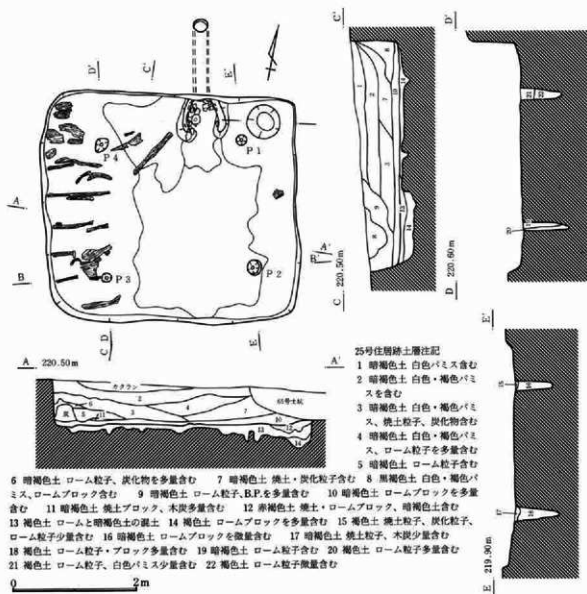 D'
C'
E'
P 4
P 1
A
A'
B
B'
P 3
P 2
C
D
E
C'
1
2
6
7
3
9
8
13
14
C 220.50m
D'
21
22
20
D 220.60m
E'
15
16
17
18
E 219.90m
A 220.50m
A'
カクラン
65号土坑
25号住居跡土層注記
1 暗褐色土 白色パミス含む
2 暗褐色土 白色・褐色パミ
スを含む
3 暗褐色土 白色・褐色パミ
ス、焼土粒子、炭化物含む
4 暗褐色土 白色・褐色パミ
ス、ローム粒子を多量含む
5 暗褐色土 ローム粒子含む
6 暗褐色土 ローム粒子、炭化物を多量含む 7 暗褐色土 焼土・炭化粒子含む 8 黒褐色土 白色・褐色パ
ミス、ロームブロック含む 9 暗褐色土 ローム粒子、B.P.を多量含む 10 暗褐色土 ロームブロックを多量
含む 11 暗褐色土 焼土ブロック、木炭多量含む 12 赤褐色土 焼土・ロームブロック、暗褐色土含む
13 褐色土 ロームと暗褐色土の混土 14 褐色土 ロームブロックを多量含む 15 褐色土 焼土粒子、炭化粒子、
ローム粒子少量含む 16 暗褐色土 ロームブロックを微量含む 17 暗褐色土 焼土粒子、木炭少量含む
18 褐色土 ローム粒子・ブロック多量含む 19 暗褐色土 ローム粒子含む 20 褐色土 ローム粒子多量含む
21 褐色土 ローム粒子、白色パミス少量含む 22 褐色土 ローム粒子微量含む
0 2m